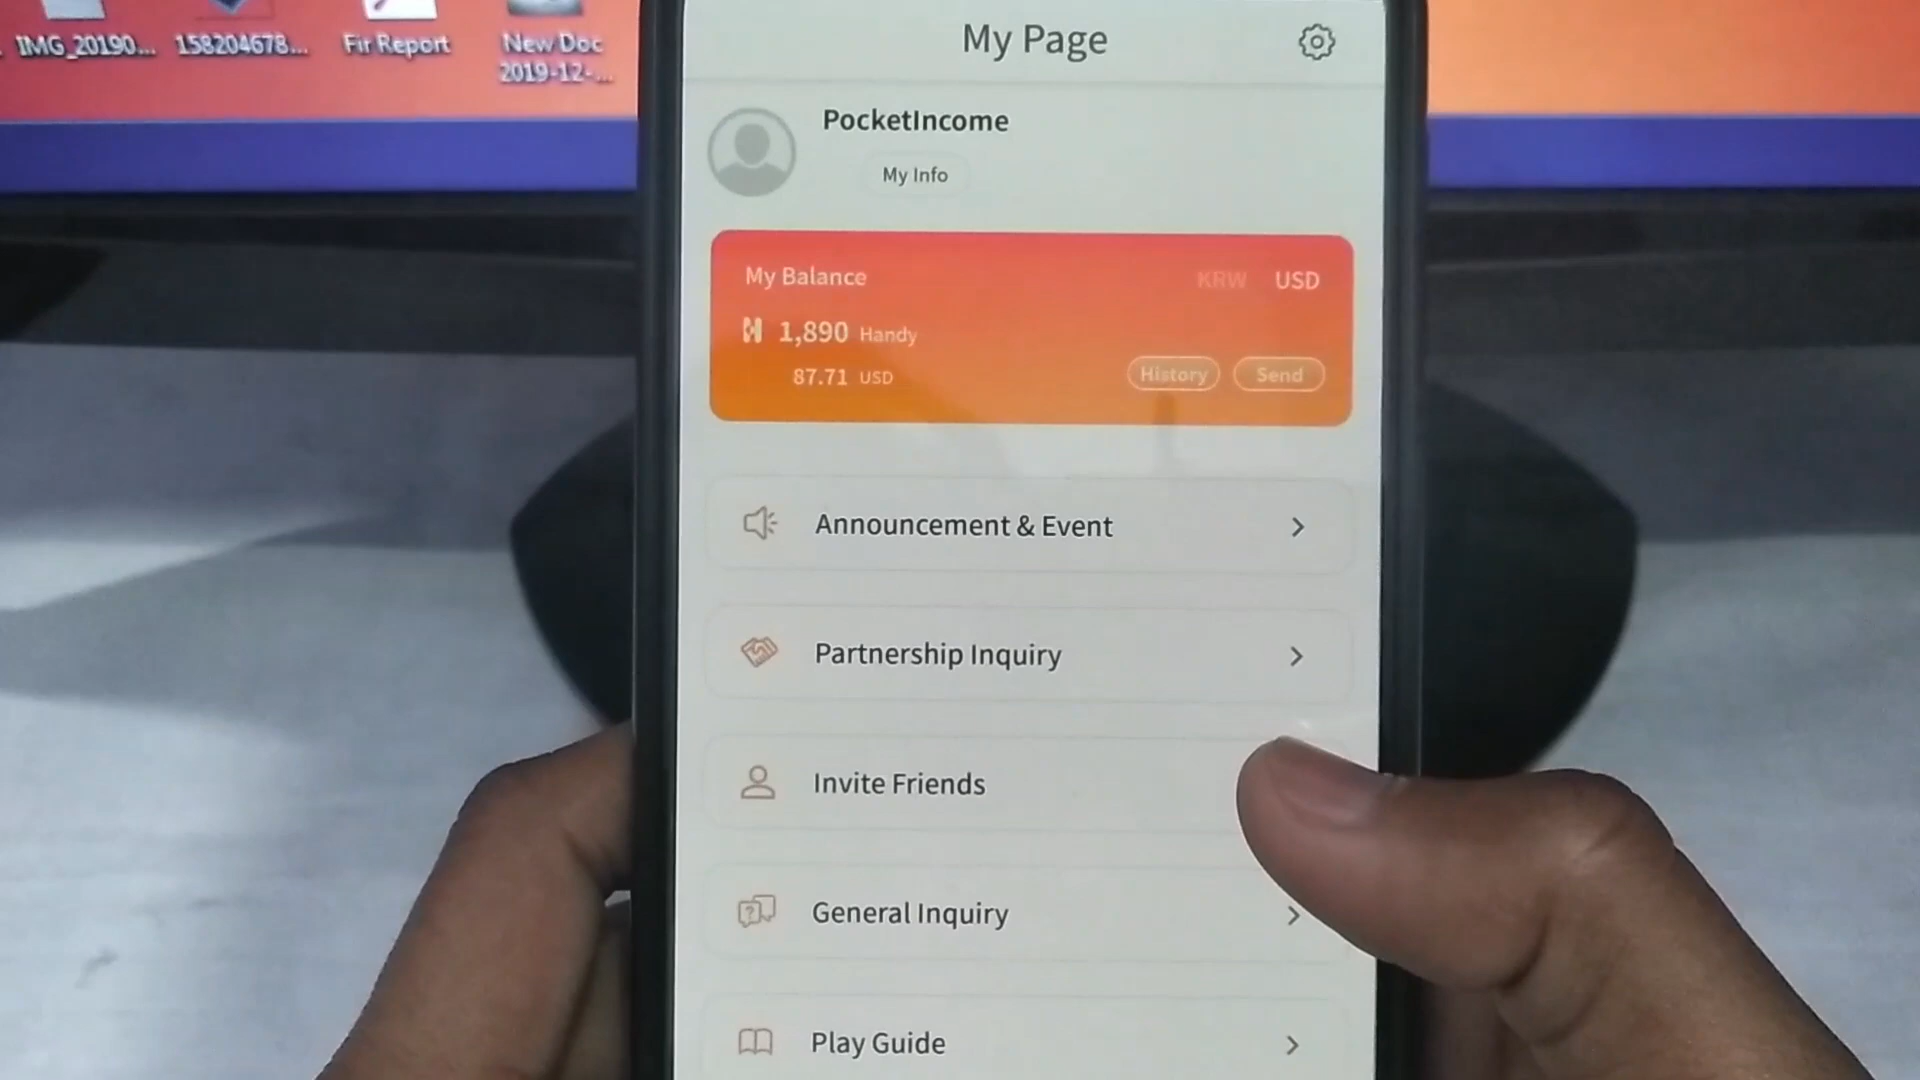 IMG_20190...
158204678...
Fir Report
New Doc
2019-12-...
My Page
PocketIncome
My Info
My Balance
KRW USD
1,890 Handy
87.71 USD
History Send
Announcement & Event
Partnership Inquiry
Invite Friends
General Inquiry
Play Guide